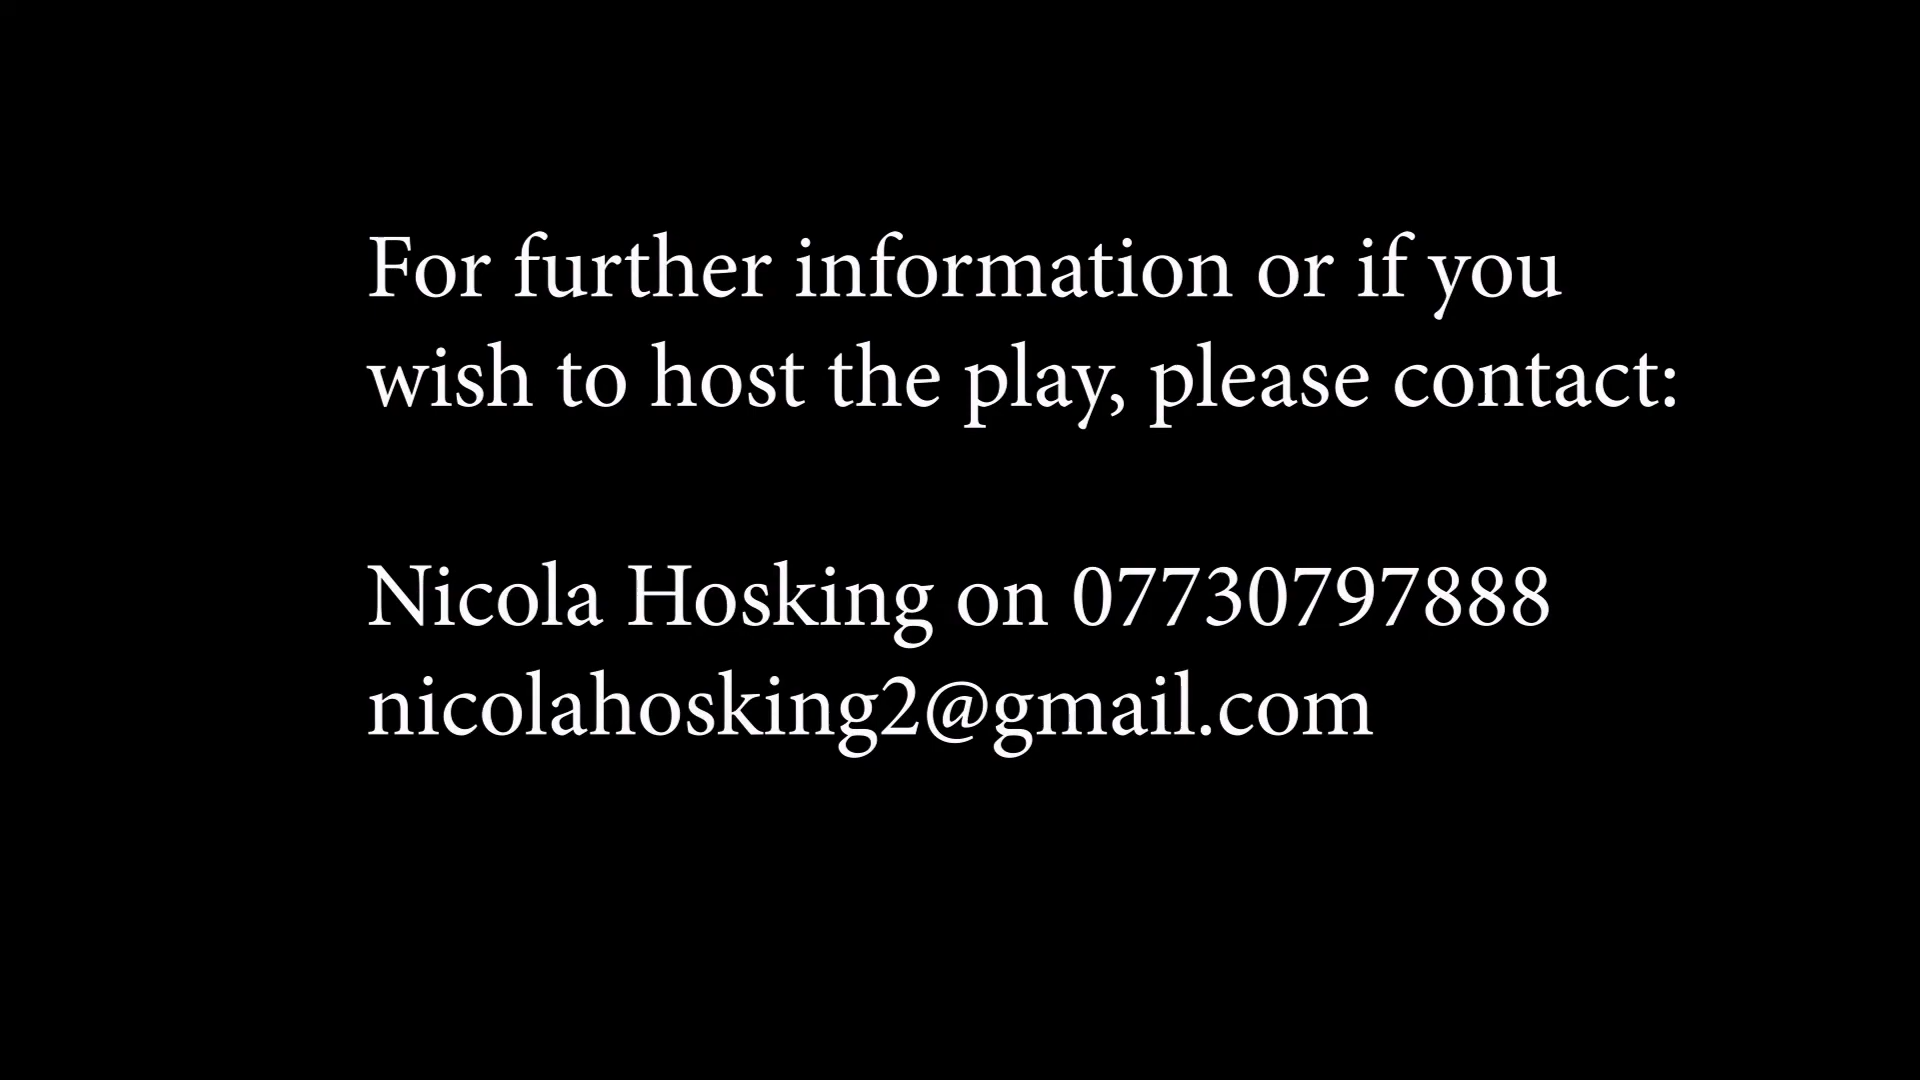 For further information or if you
wish to host the play, please contact:
Nicola Hosking on 07730797888
nicolahosking2@gmail.com